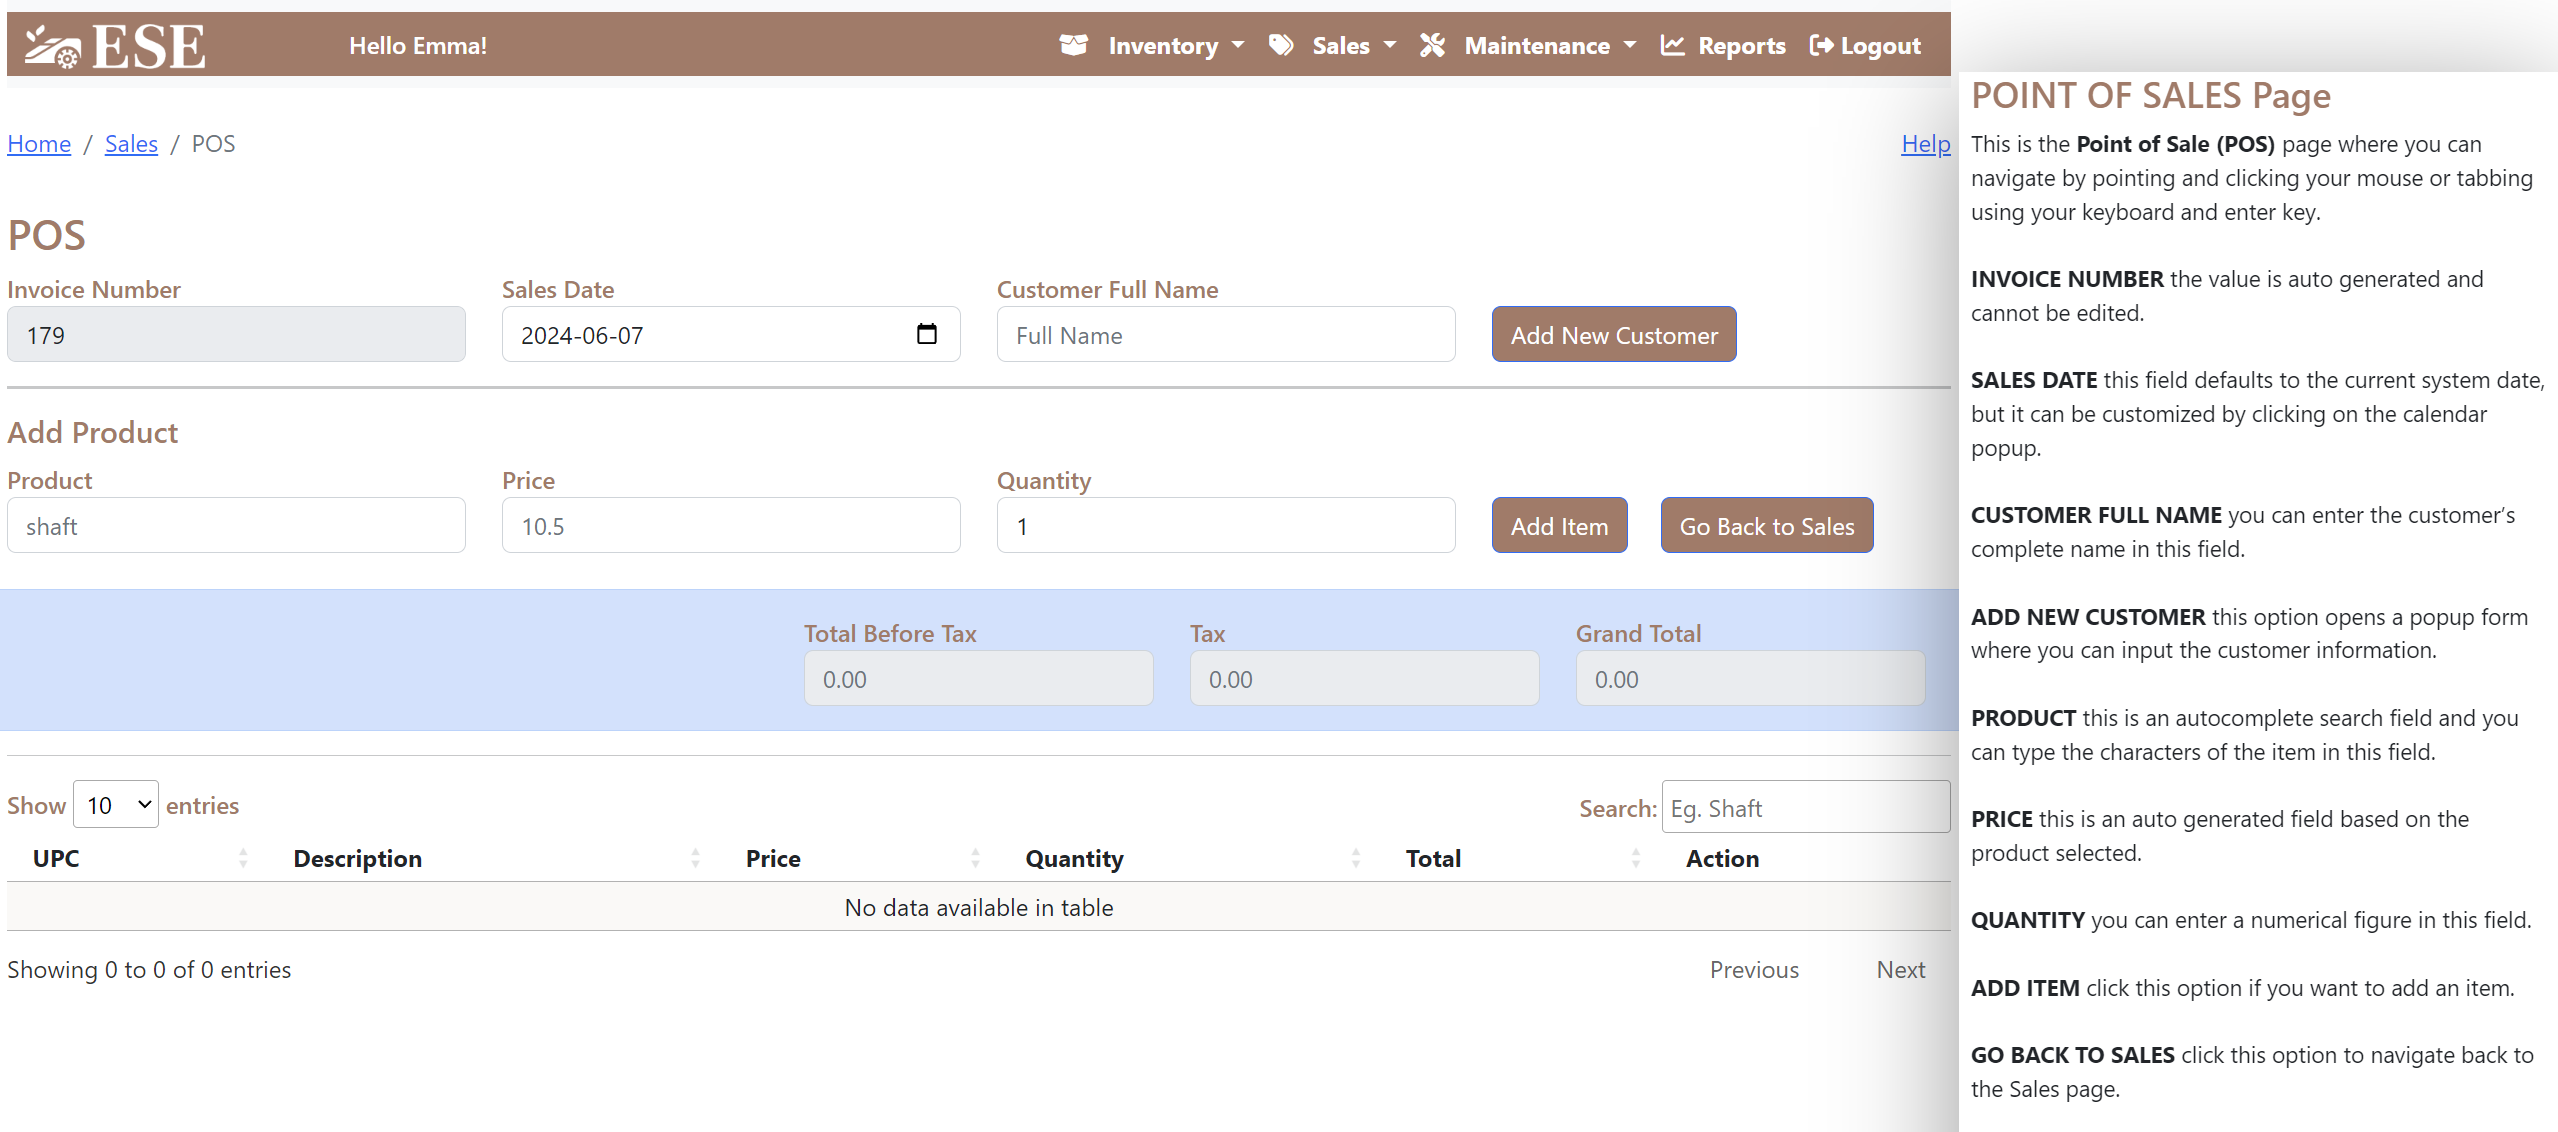 ESE
Hello Emma!
Inventory Sales Maintenance Reports Logout
Home / Sales / POS
Help
POS
Invoice Number Sales Date Customer Full Name
179 2024-06-07 Full Name Add New Customer
Add Product
Product Price Quantity
shaft 10.5 1 Add Item Go Back to Sales
Total Before Tax Tax Grand Total
0.00 0.00 0.00
Show 10 entries Search: Eg. Shaft
UPC Description Price Quantity Total Action
No data available in table
Showing 0 to 0 of 0 entries Previous Next
POINT OF SALES Page
This is the Point of Sale (POS) page where you can
navigate by pointing and clicking your mouse or tabbing
using your keyboard and enter key.
INVOICE NUMBER the value is auto generated and
cannot be edited.
SALES DATE this field defaults to the current system date,
but it can be customized by clicking on the calendar
popup.
CUSTOMER FULL NAME you can enter the customer’s
complete name in this field.
ADD NEW CUSTOMER this option opens a popup form
where you can input the customer information.
PRODUCT this is an autocomplete search field and you
can type the characters of the item in this field.
PRICE this is an auto generated field based on the
product selected.
QUANTITY you can enter a numerical figure in this field.
ADD ITEM click this option if you want to add an item.
GO BACK TO SALES click this option to navigate back to
the Sales page.